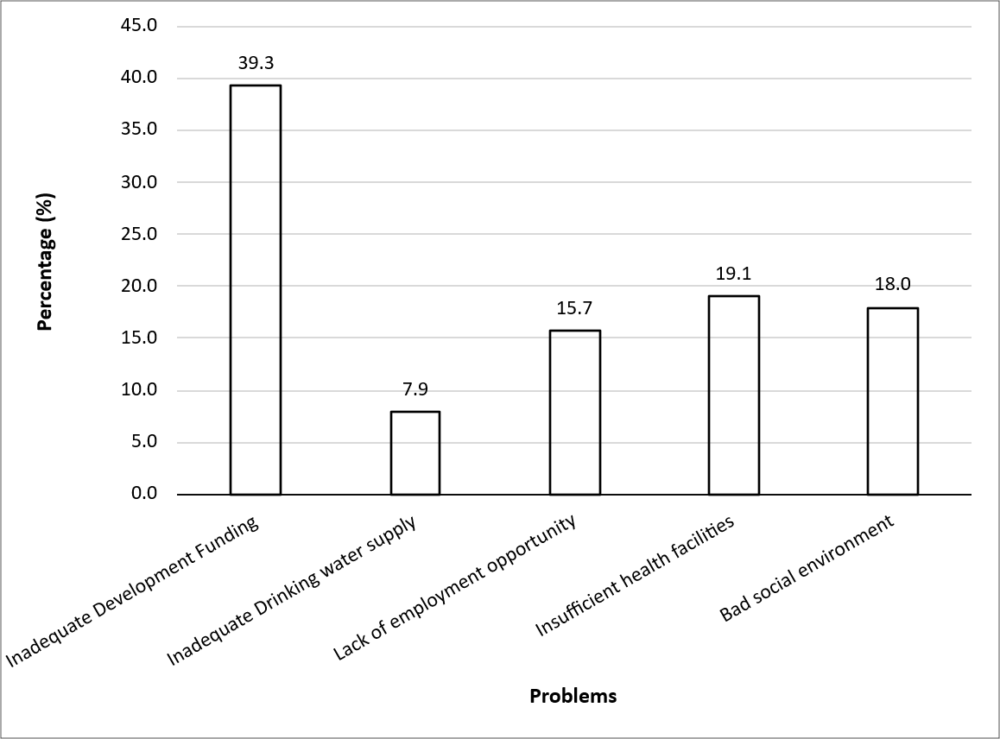 45.0
40.0
35.0
30.0
25.0
20.0
15.0
10.0
5.0
0.0
Percentage (%)
39.3
7.9
15.7
19.1
18.0
Inadequate Development Funding
Inadequate Drinking water supply
Lack of employment opportunity
Insufficient health facilities
Bad social environment
Problems